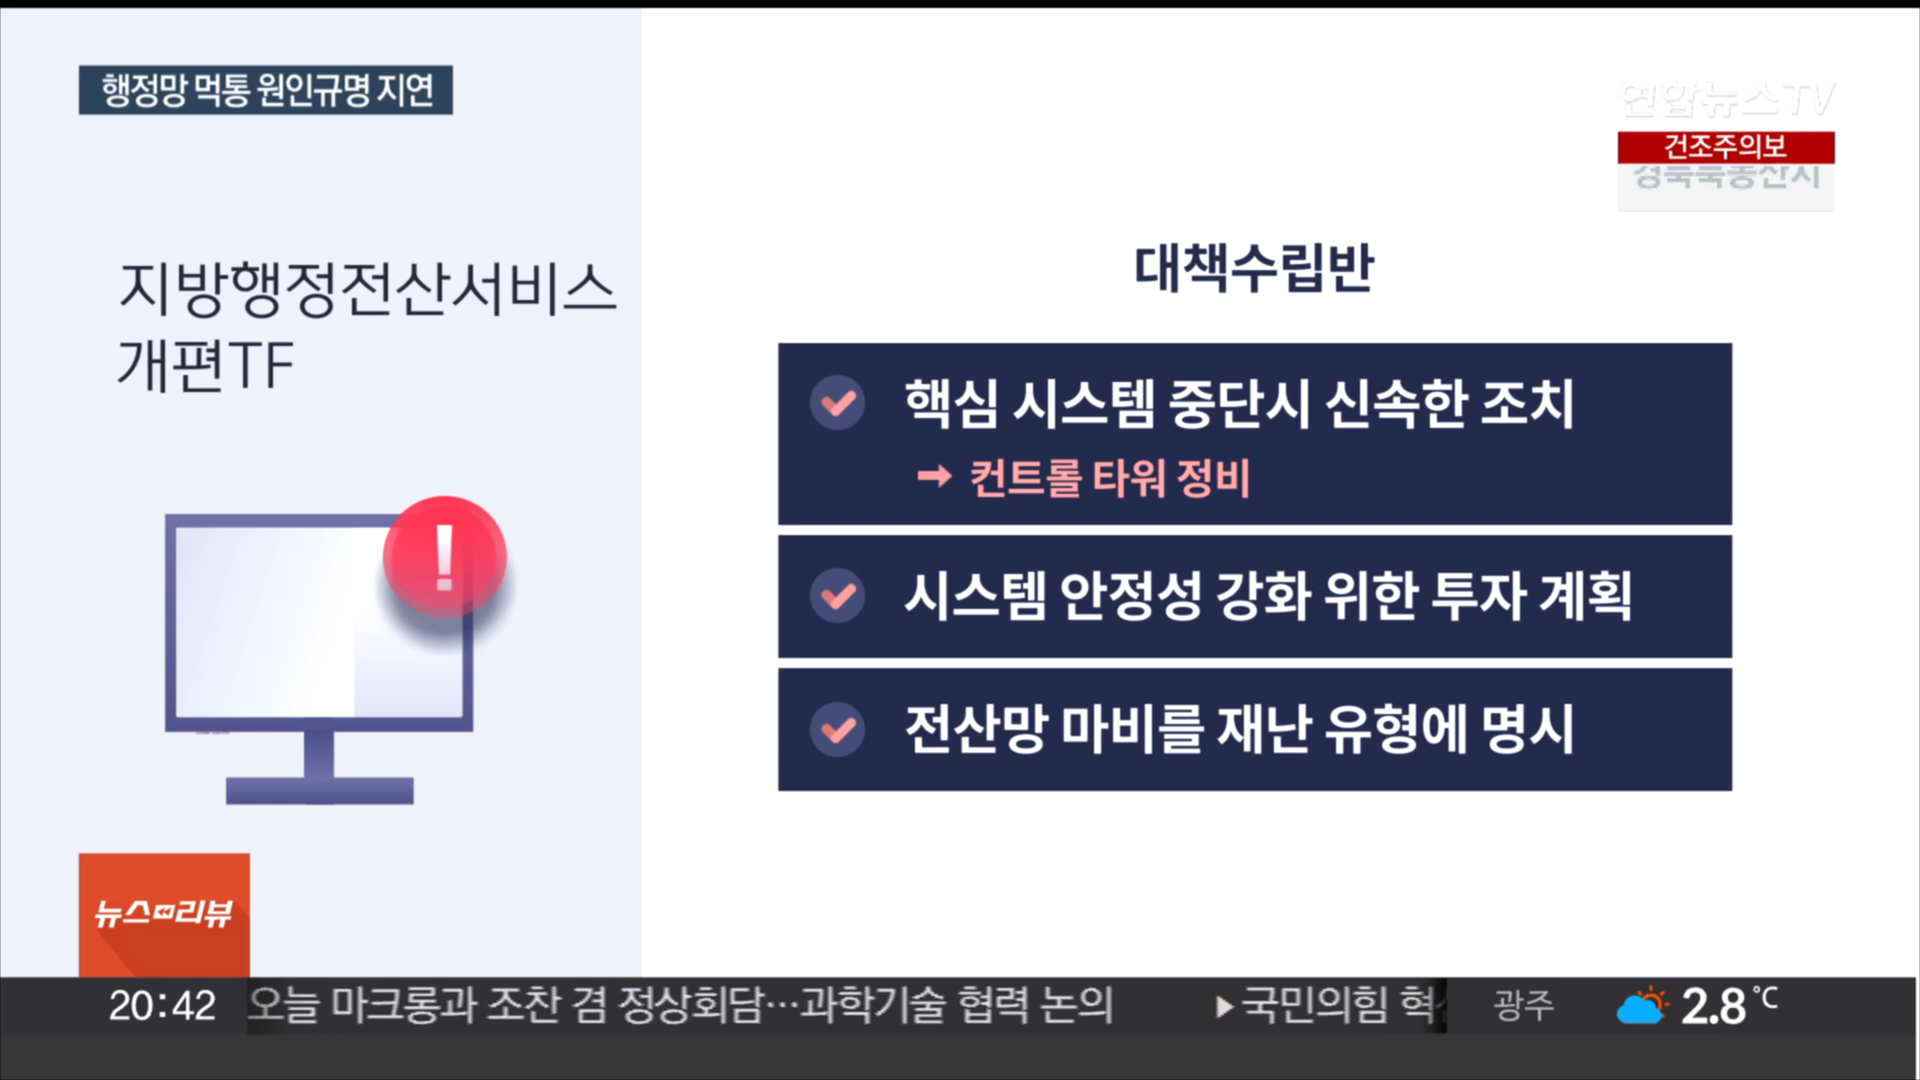 행정망 먹통 원인규명 지연
연합뉴스TV
건조주의보
지방행정전산서비스
개편TF
!
대책수립반
핵심 시스템 중단시 신속한 조치
➡ 컨트롤 타워 정비
시스템 안정성 강화 위한 투자 계획
전산망 마비를 재난 유형에 명시
뉴스리뷰
20:42 오늘 마크롱과 조찬 겸 정상회담…과학기술 협력 논의 ▶국민의힘 광주 2.8℃